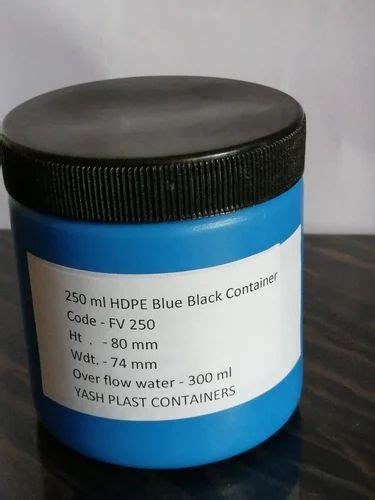 250 ml HDPE Blue Black Container
Code - FV 250
Ht . - 80 mm
Wdt. - 74 mm
Over flow water - 300 ml
YASH PLAST CONTAINERS